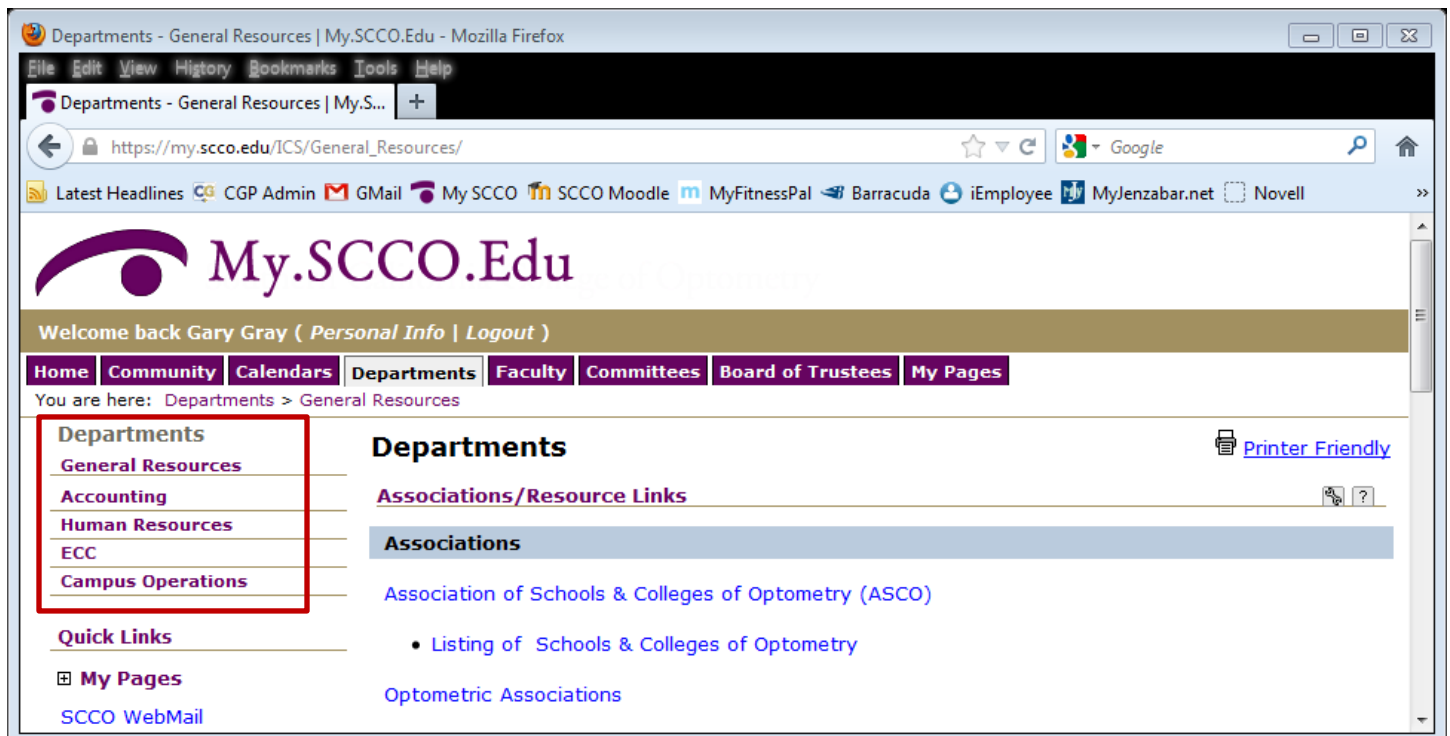 Departments - General Resources | My.SCCO.Edu - Mozilla Firefox
File Edit View History Bookmarks Tools Help
Departments - General Resources | My.S... +
https://my.scco.edu/ICS/General_Resources/ Google
Latest Headlines CG CGP Admin GMail My SCCO SCCO Moodle m MyFitnessPal Barracuda iEmployee MyJenzabar.net Novell »
My.SCCO.Edu
ge of Optometry
Welcome back Gary Gray ( Personal Info | Logout )
Home Community Calendars Departments Faculty Committees Board of Trustees My Pages
You are here: Departments > General Resources
Departments
General Resources
Accounting
Human Resources
ECC
Campus Operations
Quick Links
My Pages
SCCO WebMail
Departments
Printer Friendly
Associations/Resource Links ?
Associations
Association of Schools & Colleges of Optometry (ASCO)
• Listing of Schools & Colleges of Optometry
Optometric Associations